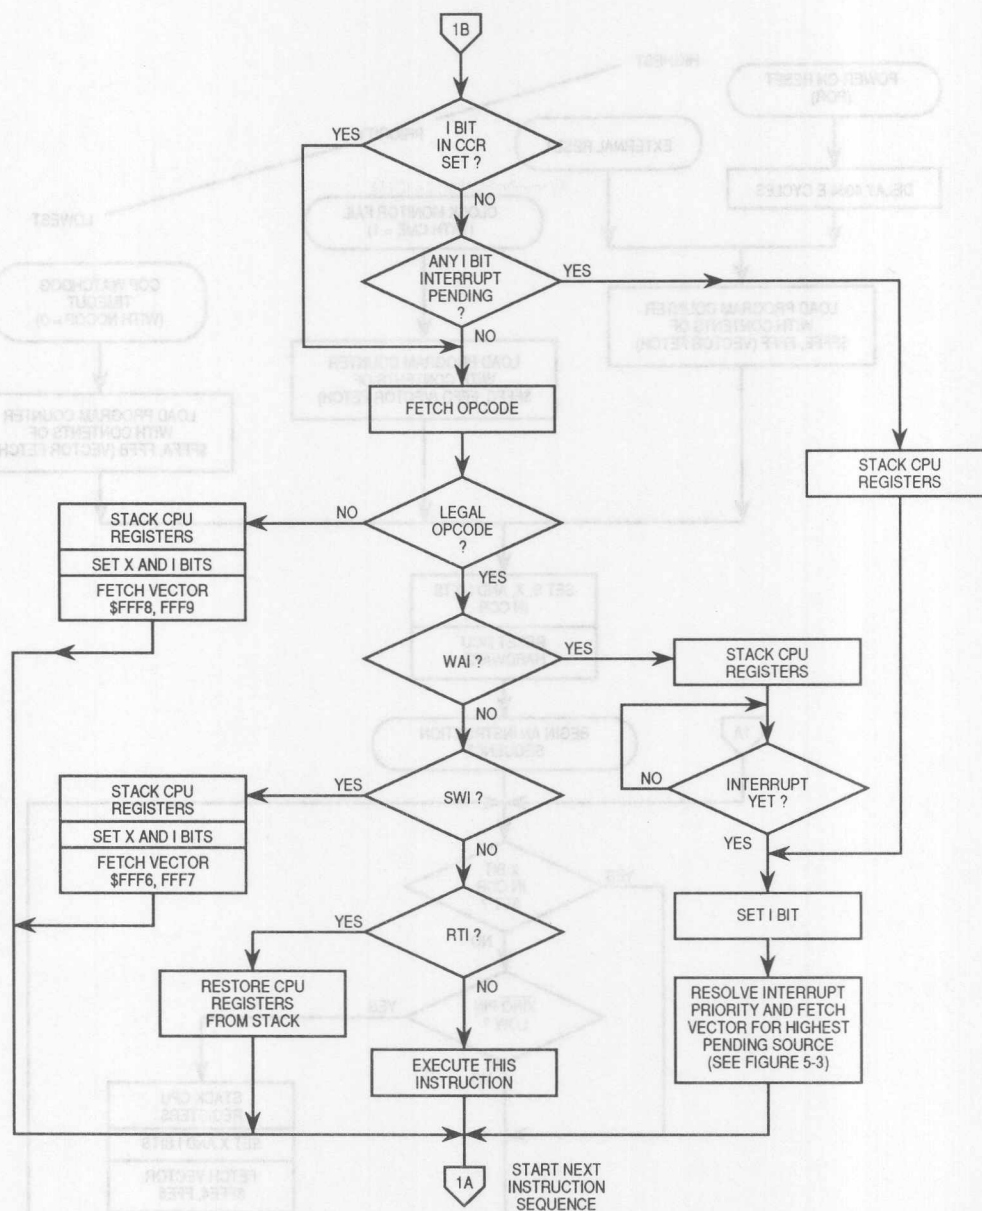 1B
I BIT
IN CCR
SET ?
YES
NO
ANY I BIT
INTERRUPT
PENDING
?
YES
NO
FETCH OPCODE
STACK CPU
REGISTERS
LEGAL
OPCODE
?
NO
YES
STACK CPU
REGISTERS
SET X AND I BITS
FETCH VECTOR
$FFF8, FFF9
WAI ?
YES
NO
STACK CPU
REGISTERS
INTERRUPT
YET ?
NO
YES
SWI ?
YES
NO
STACK CPU
REGISTERS
SET X AND I BITS
FETCH VECTOR
$FFF6, FFF7
SET I BIT
RTI ?
YES
NO
RESTORE CPU
REGISTERS
FROM STACK
RESOLVE INTERRUPT
PRIORITY AND FETCH
VECTOR FOR HIGHEST
PENDING SOURCE
(SEE FIGURE 5-3)
EXECUTE THIS
INSTRUCTION
1A
START NEXT
INSTRUCTION
SEQUENCE